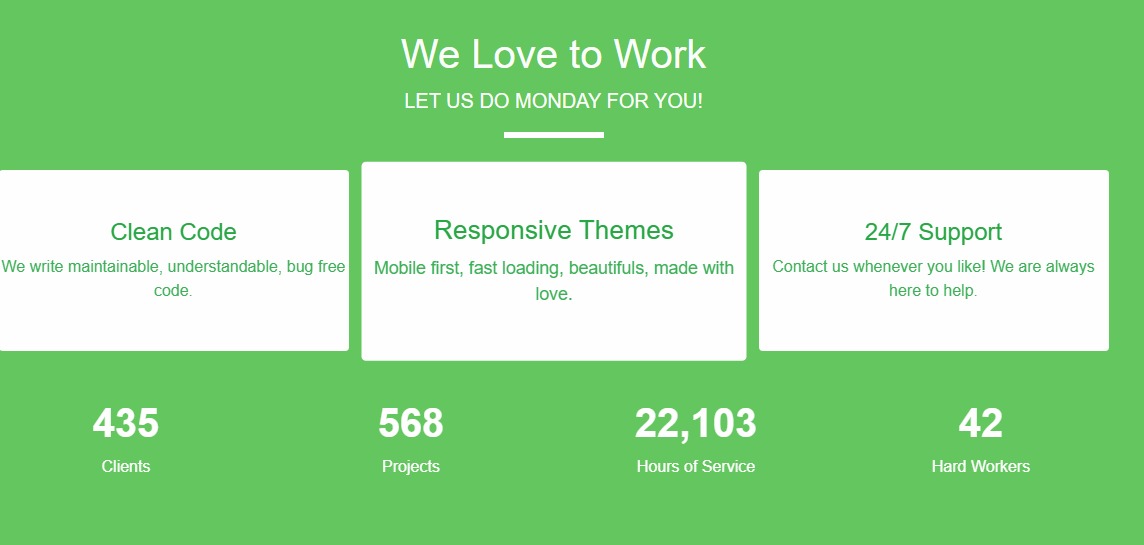 We Love to Work
LET US DO MONDAY FOR YOU!
Clean Code
We write maintainable, understandable, bug free
code.
Responsive Themes
Mobile first, fast loading, beautifuls, made with
love.
24/7 Support
Contact us whenever you like! We are always
here to help.
435
Clients
568
Projects
22,103
Hours of Service
42
Hard Workers